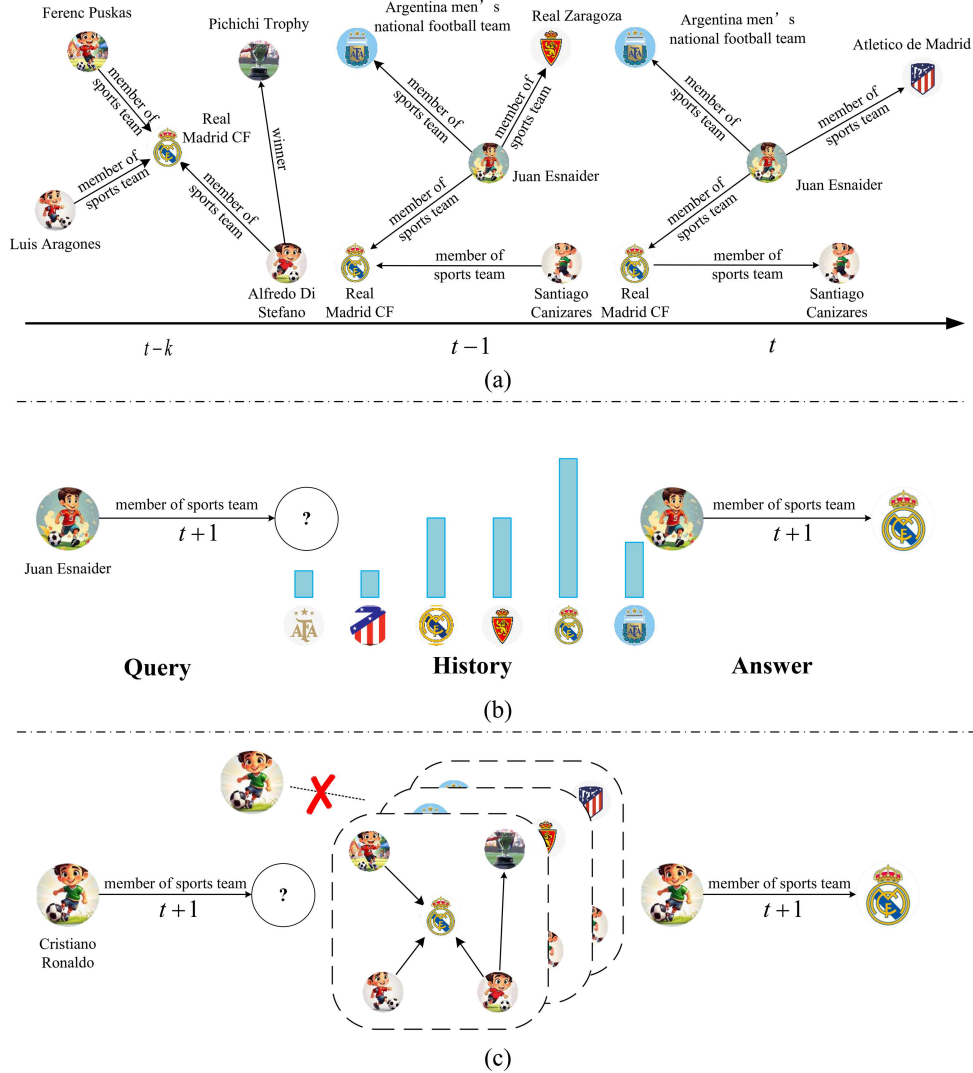 Ferenc Puskas
Pichichi Trophy
Argentina men's
national football team
Real Zaragoza
Argentina men's
national football team
Atletico de Madrid
member of
sports team
Real
Madrid CF
winner
member of
sports team
member of
sports team
member of
sports team
member of
sports team
member of
sports team
member of
sports team
Juan Esnaider
Juan Esnaider
Luis Aragones
member of
sports team
member of
sports team
member of
sports team
member of
sports team
member of
sports team
Alfredo Di
Stefano
Real
Madrid CF
Santiago
Canizares
Real
Madrid CF
Santiago
Canizares
t-k
t-1
t
(a)
member of sports team
t+1
?
Juan Esnaider
AFA
AFA
member of sports team
t+1
Query
History
Answer
(b)
member of sports team
t+1
?
Cristiano
Ronaldo
member of sports team
t+1
(c)